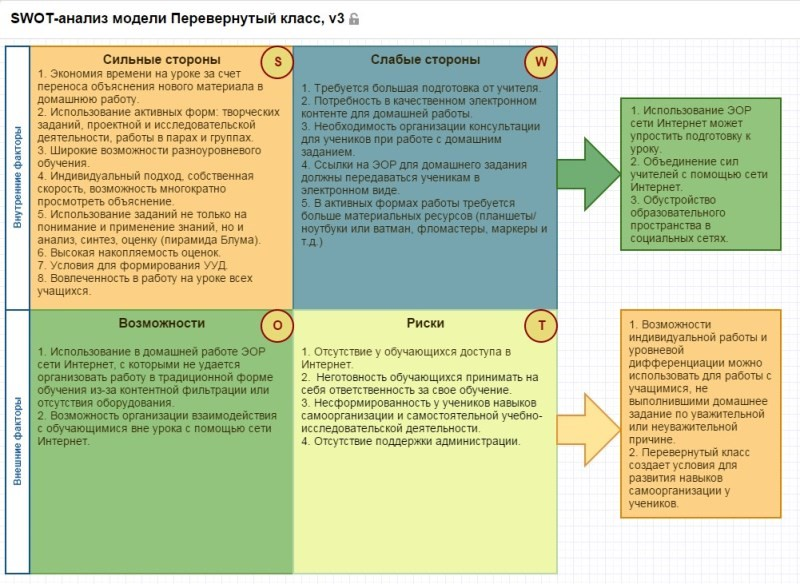 SWOT-анализ модели Перевернутый класс, v3
Внутренние факторы
Сильные стороны
S
1. Экономия времени на уроке за счет
переноса объяснения нового материала в
домашнюю работу.
2. Использование активных форм: творческих
заданий, проектной и исследовательской
деятельности, работы в парах и группах.
3. Широкие возможности разноуровневого
обучения.
4. Индивидуальный подход, собственная
скорость, возможность многократно
просмотреть объяснение.
5. Использование заданий не только на
понимание и применение знаний, но и
анализ, синтез, оценку (пирамида Блума).
6. Высокая накопляемость оценок.
7. Условия для формирования УУД.
8. Вовлеченность в работу на уроке всех
учащихся.
Слабые стороны
W
1. Требуется большая подготовка от учителя.
2. Потребность в качественном электронном
контенте для домашней работы.
3. Необходимость организации консультации
для учеников при работе с домашним
заданием.
4. Ссылки на ЭОР для домашнего задания
должны передаваться ученикам в
электронном виде.
5. В активных формах работы требуется
больше материальных ресурсов (планшеты/
ноутбуки или ватман, фломастеры, маркеры и
т.д.)
1. Использование ЭОР
сети Интернет может
упростить подготовку к
уроку.
2. Объединение сил
учителей с помощью сети
Интернет.
3. Обустройство
образовательного
пространства в
социальных сетях.
Внешние факторы
Возможности
O
1. Использование в домашней работе ЭОР
сети Интернет, с которыми не удается
организовать работу в традиционной форме
обучения из-за контентной фильтрации или
отсутствия оборудования.
2. Возможность организации взаимодействия
с обучающимися вне урока с помощью сети
Интернет.
Риски
T
1. Отсутствие у обучающихся доступа в
Интернет.
2. Неготовность обучающихся принимать на
себя ответственность за свое обучение.
3. Несформированность у учеников навыков
самоорганизации и самостоятельной учебно-
исследовательской деятельности.
4. Отсутствие поддержки администрации.
1. Возможности
индивидуальной работы и
уровневой
дифференциации можно
использовать для работы с
учащимися, не
выполнившими домашнее
задание по уважительной
или неуважительной
причине.
2. Перевернутый класс
создает условия для
развития навыков
самоорганизации у
учеников.